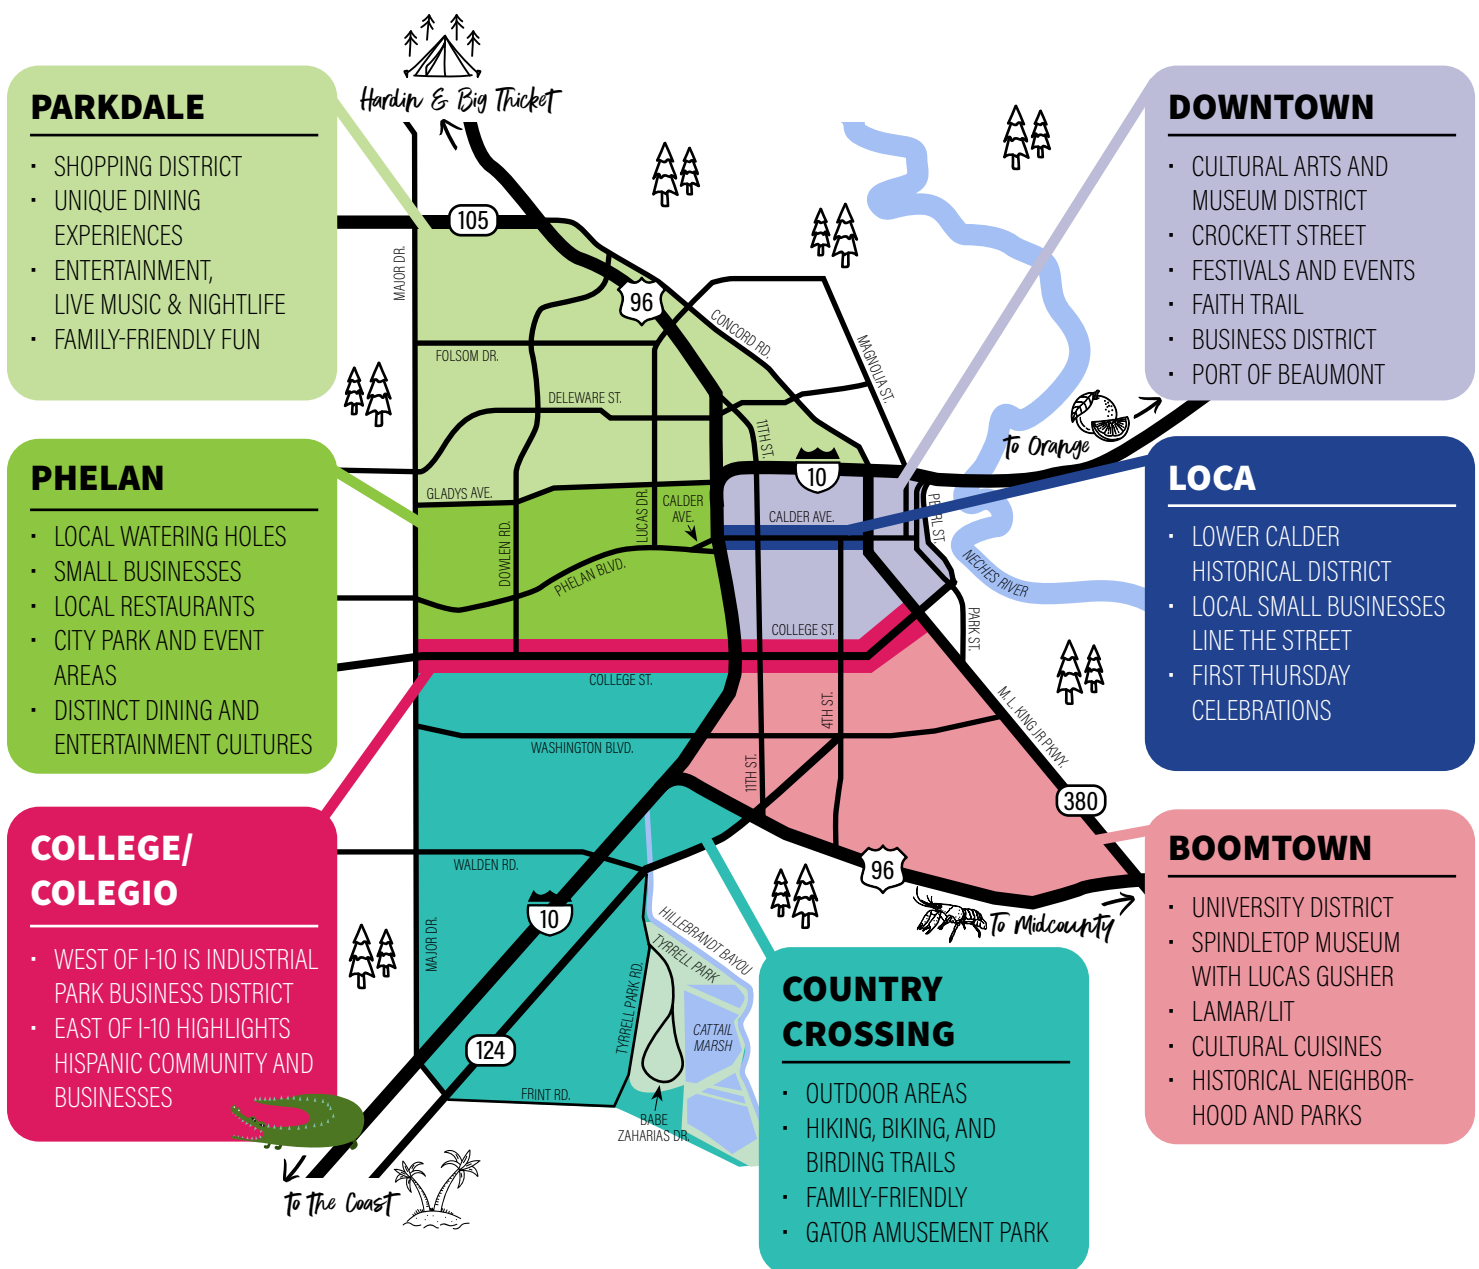 Hardin & Big Thicket
PARKDALE
· SHOPPING DISTRICT
· UNIQUE DINING
EXPERIENCES
· ENTERTAINMENT,
LIVE MUSIC & NIGHTLIFE
· FAMILY-FRIENDLY FUN
PHELAN
· LOCAL WATERING HOLES
· SMALL BUSINESSES
· LOCAL RESTAURANTS
· CITY PARK AND EVENT
AREAS
· DISTINCT DINING AND
ENTERTAINMENT CULTURES
COLLEGE/
COLEGIO
· WEST OF I-10 IS INDUSTRIAL
PARK BUSINESS DISTRICT
· EAST OF I-10 HIGHLIGHTS
HISPANIC COMMUNITY AND
BUSINESSES
DOWNTOWN
· CULTURAL ARTS AND
MUSEUM DISTRICT
· CROCKETT STREET
· FESTIVALS AND EVENTS
· FAITH TRAIL
· BUSINESS DISTRICT
· PORT OF BEAUMONT
LOCA
· LOWER CALDER
HISTORICAL DISTRICT
· LOCAL SMALL BUSINESSES
LINE THE STREET
· FIRST THURSDAY
CELEBRATIONS
BOOMTOWN
· UNIVERSITY DISTRICT
· SPINDLETOP MUSEUM
WITH LUCAS GUSHER
· LAMAR/LIT
· CULTURAL CUISINES
· HISTORICAL NEIGHBOR-
HOOD AND PARKS
COUNTRY
CROSSING
· OUTDOOR AREAS
· HIKING, BIKING, AND
BIRDING TRAILS
· FAMILY-FRIENDLY
· GATOR AMUSEMENT PARK
105
MAJOR DR.
96
CONCORD RD.
MAGNOLIA ST.
FOLSOM DR.
DELEWARE ST.
11TH ST.
To Orange
10
GLADYS AVE.
LUCAS DR.
CALDER
AVE.
CALDER AVE.
PEARL ST.
DOWLEN RD.
PHELAN BLVD.
NECHES RIVER
COLLEGE ST.
PARK ST.
COLLEGE ST.
4TH ST.
M. L. KING JR PKWY.
WASHINGTON BLVD.
11TH ST.
380
WALDEN RD.
96
To Midcounty
10
MAJOR DR.
HILLEBRANDT BAYOU
TYRRELL PARK
TYRRELL PARK RD.
CATTAIL
MARSH
124
FRINT RD.
BABE
ZAHARIAS DR.
To The Coast